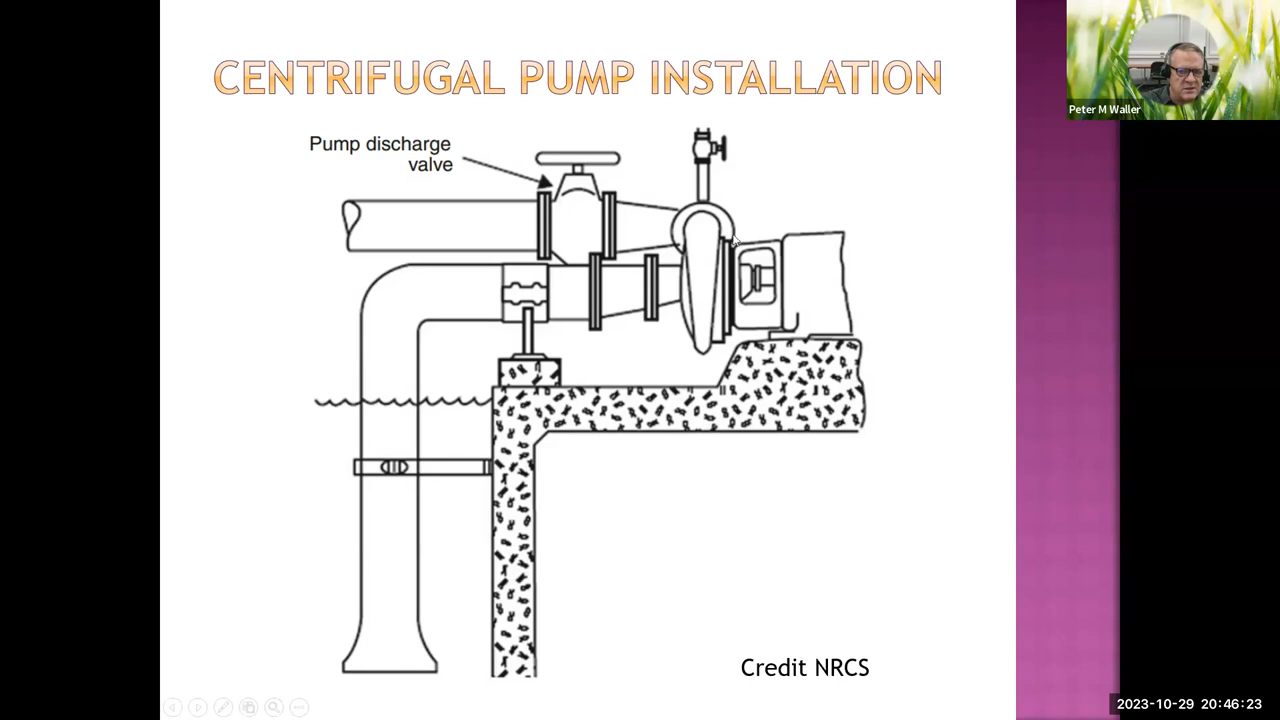 CENTRIFUGAL PUMP INSTALLATION
Pump discharge
valve
Credit NRCS
Peter M Waller
2023-10-29 20:46:23